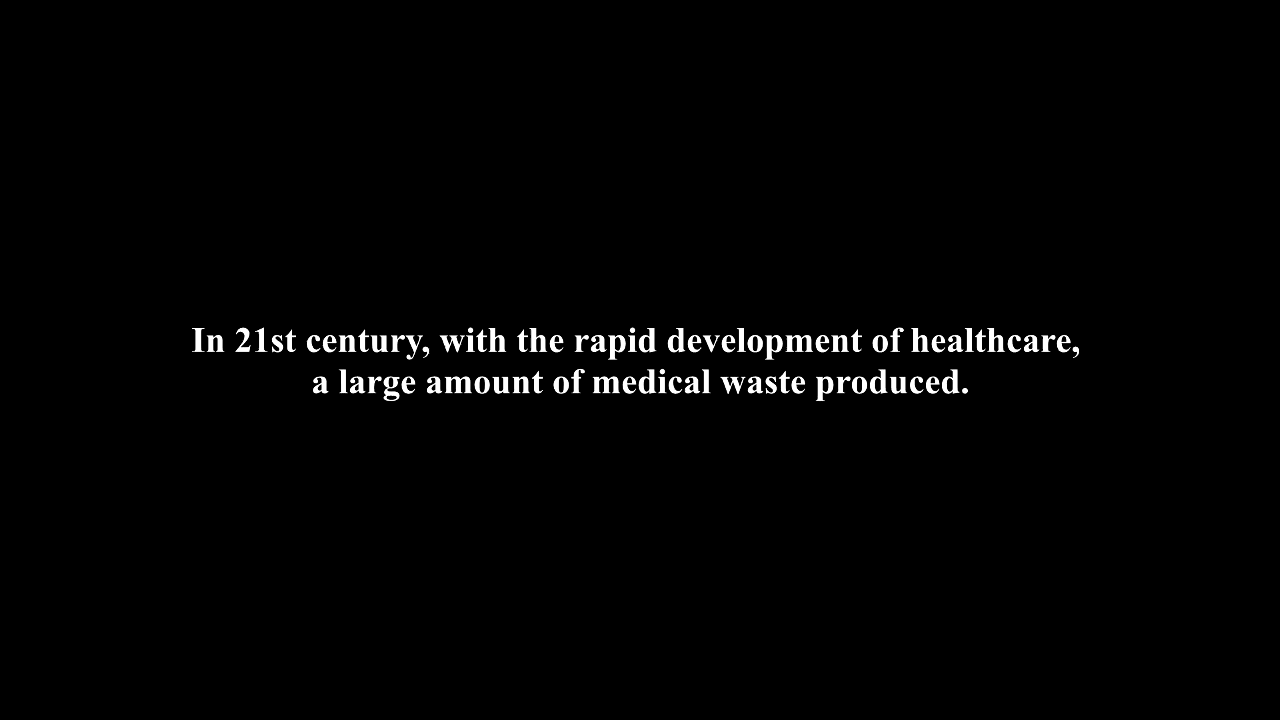 In 21st century, with the rapid development of healthcare,
a large amount of medical waste produced.